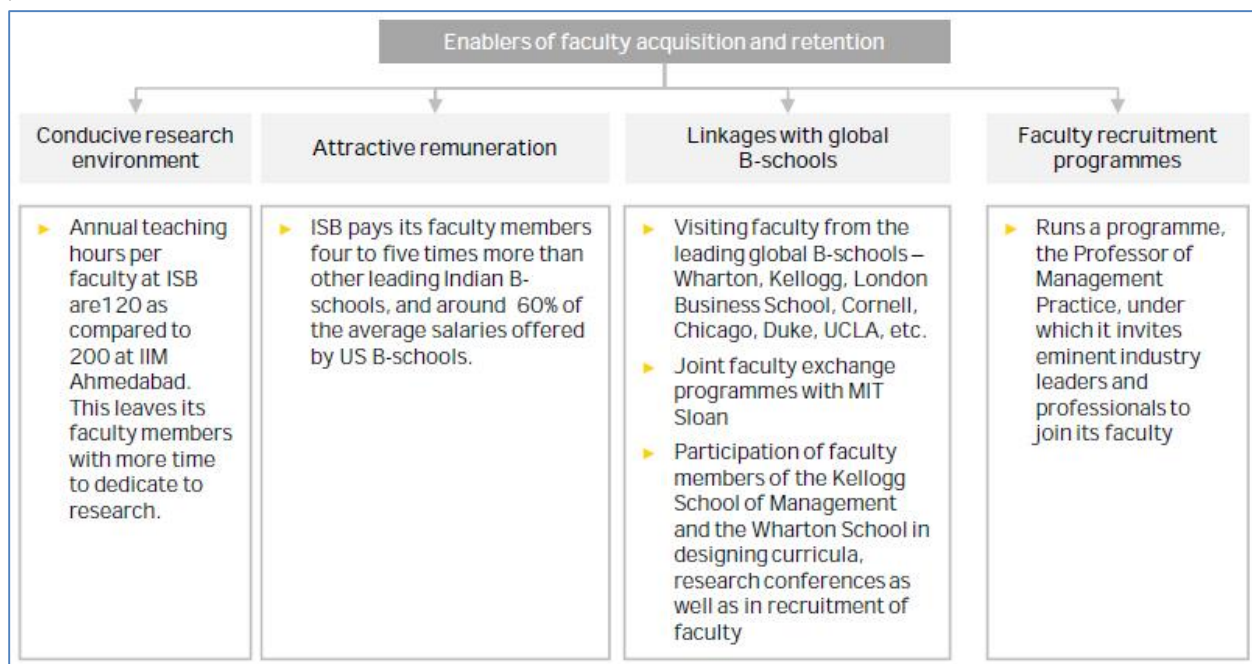 Enablers of faculty acquisition and retention
Conducive research
environment
Attractive remuneration
Linkages with global
B-schools
Faculty recruitment
programmes
► Annual teaching
hours per
faculty at ISB
are120 as
compared to
200 at IIM
Ahmedabad.
This leaves its
faculty members
with more time
to dedicate to
research.
► ISB pays its faculty members
four to five times more than
other leading Indian B-
schools, and around 60% of
the average salaries offered
by US B-schools.
► Visiting faculty from the
leading global B-schools –
Wharton, Kellogg, London
Business School, Cornell,
Chicago, Duke, UCLA, etc.
► Joint faculty exchange
programmes with MIT
Sloan
► Participation of faculty
members of the Kellogg
School of Management
and the Wharton School in
designing curricula,
research conferences as
well as in recruitment of
faculty
► Runs a programme,
the Professor of
Management
Practice, under
which it invites
eminent industry
leaders and
professionals to
join its faculty